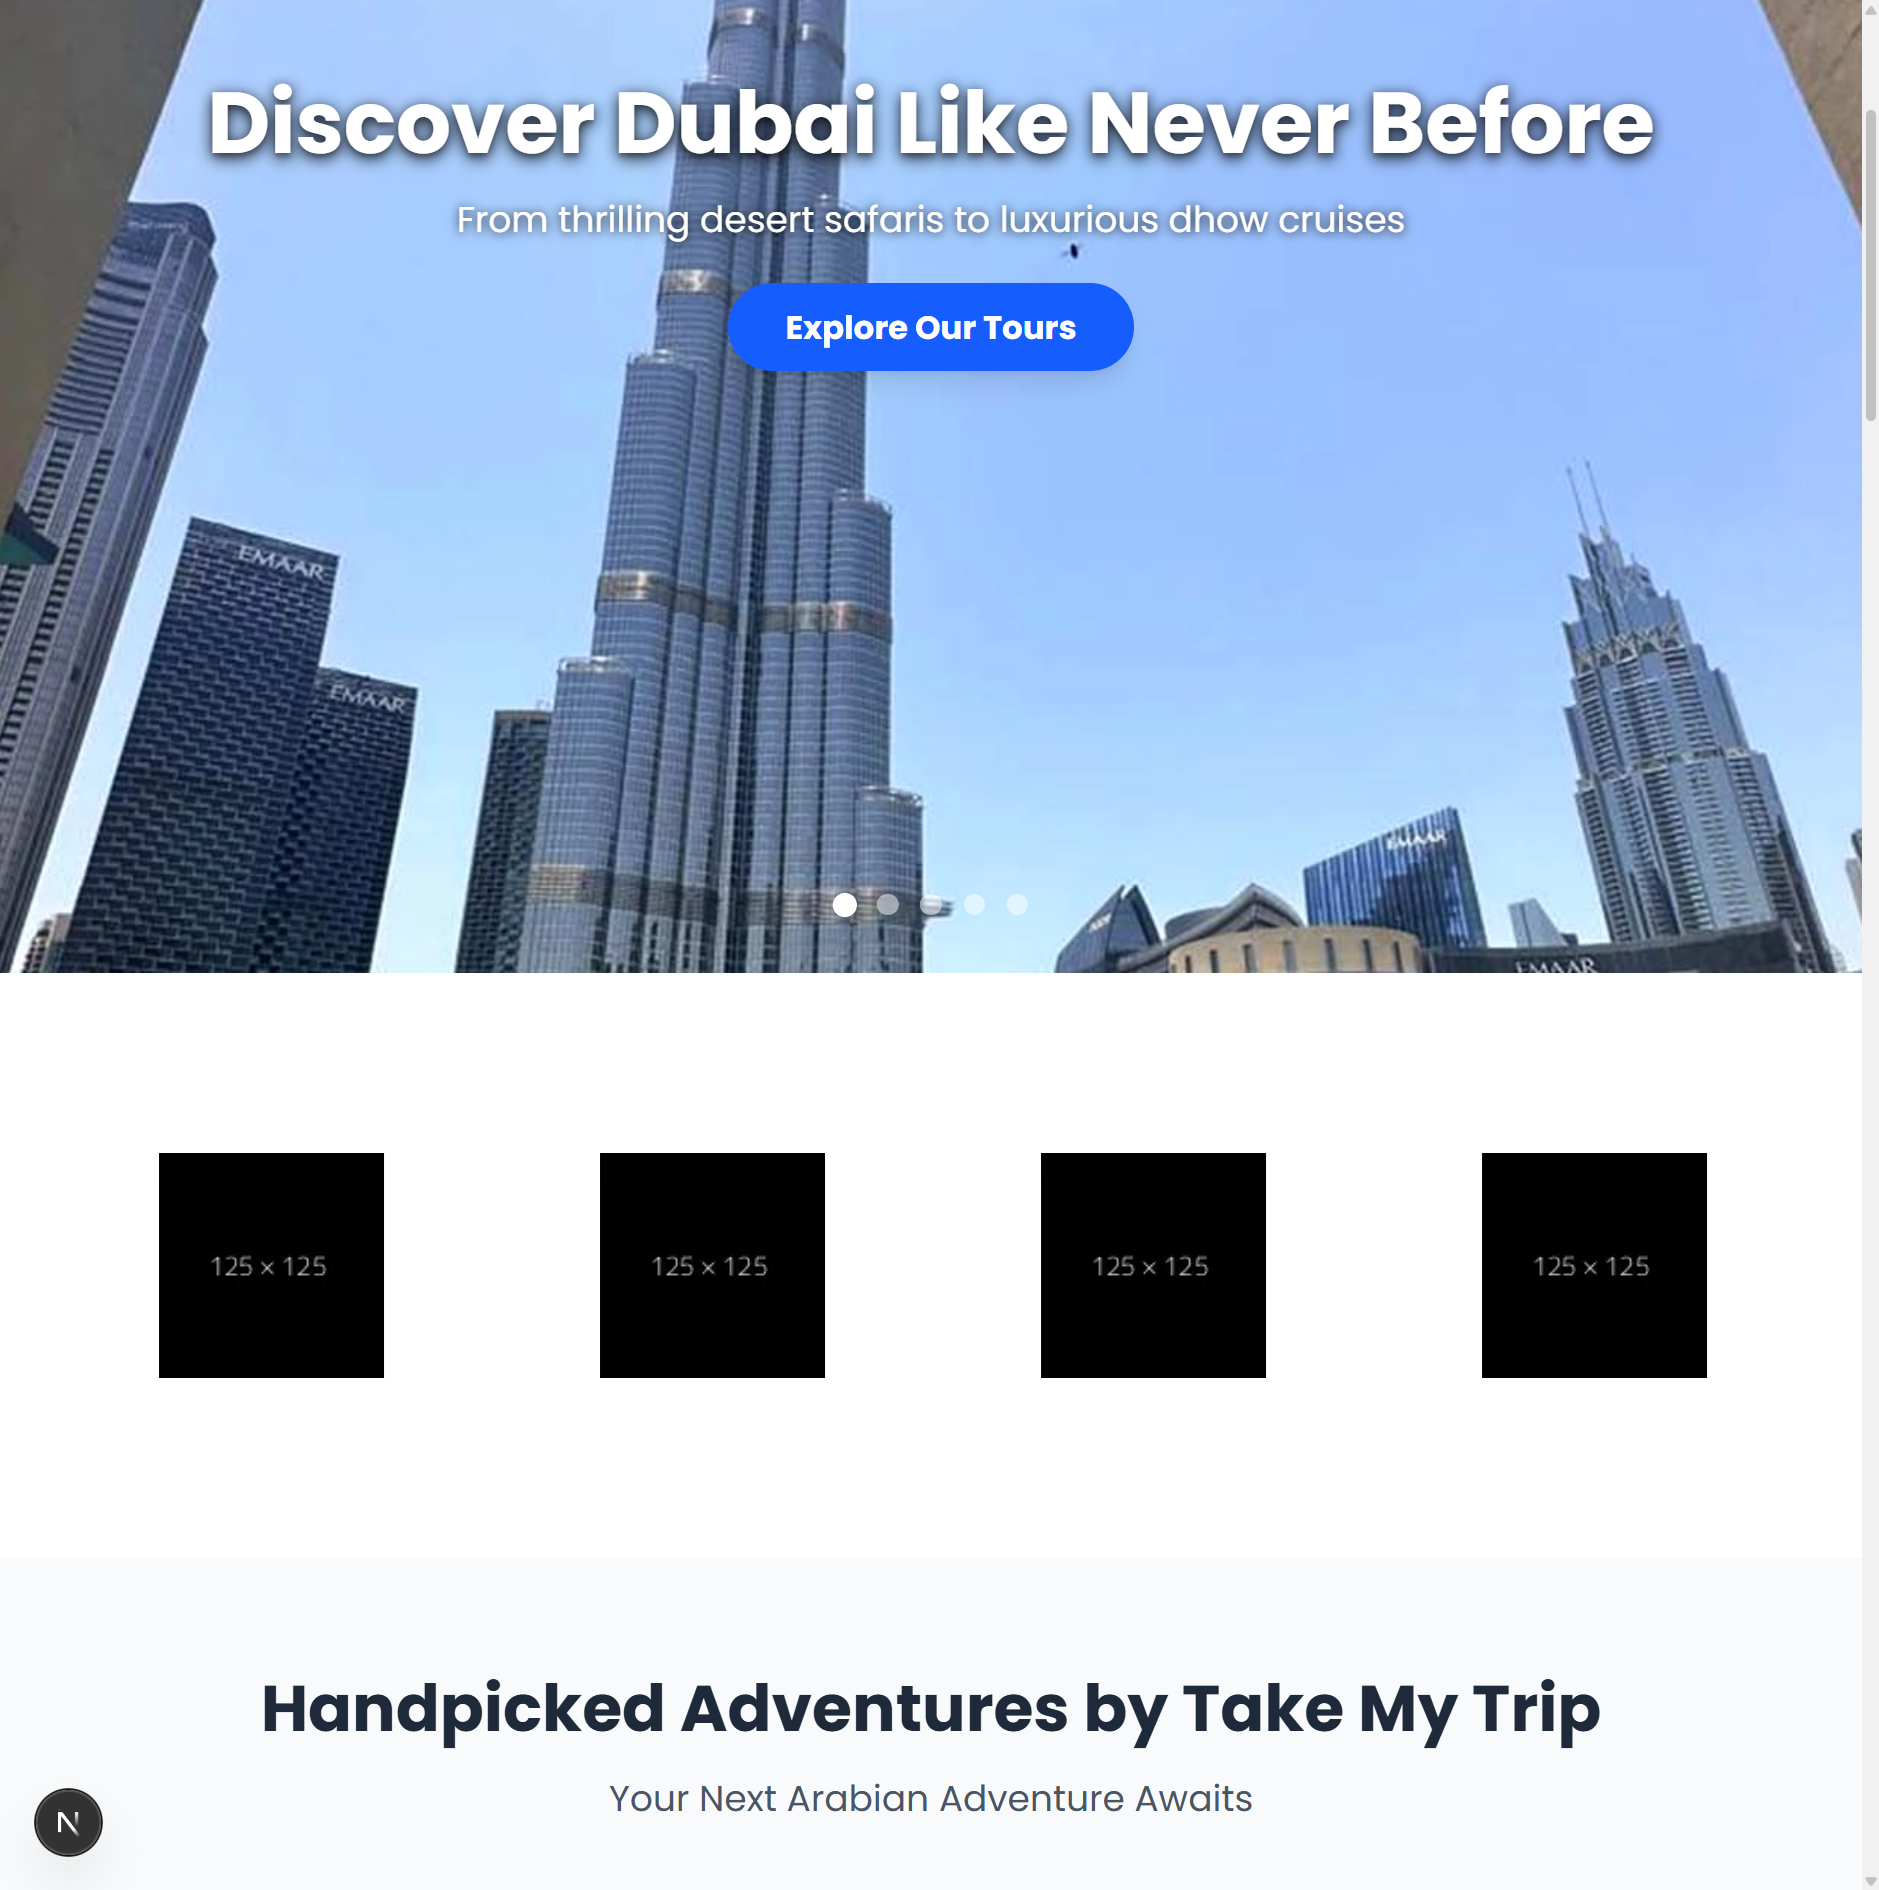 Discover Dubai Like Never Before
From thrilling desert safaris to luxurious dhow cruises
Explore Our Tours
EMAAR
EMAAR
EMAAR
EMAAR
125 × 125
125 × 125
125 × 125
125 × 125
Handpicked Adventures by Take My Trip
Your Next Arabian Adventure Awaits
N